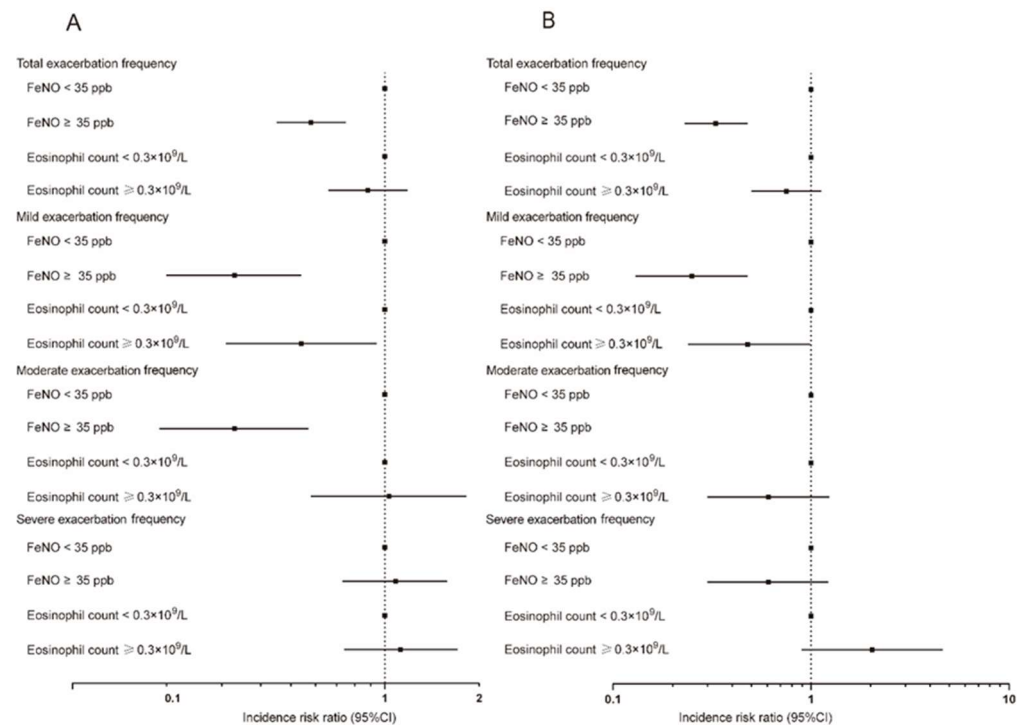 A
Total exacerbation frequency
FeNO < 35 ppb
FeNO ≥ 35 ppb
Eosinophil count < 0.3×10⁹/L
Eosinophil count ⩾ 0.3×10⁹/L
Mild exacerbation frequency
FeNO < 35 ppb
FeNO ≥ 35 ppb
Eosinophil count < 0.3×10⁹/L
Eosinophil count ⩾ 0.3×10⁹/L
Moderate exacerbation frequency
FeNO < 35 ppb
FeNO ≥ 35 ppb
Eosinophil count < 0.3×10⁹/L
Eosinophil count ⩾ 0.3×10⁹/L
Severe exacerbation frequency
FeNO < 35 ppb
FeNO ≥ 35 ppb
Eosinophil count < 0.3×10⁹/L
Eosinophil count ⩾ 0.3×10⁹/L
0.1 1 2
Incidence risk ratio (95%CI)
B
Total exacerbation frequency
FeNO < 35 ppb
FeNO ≥ 35 ppb
Eosinophil count < 0.3×10⁹/L
Eosinophil count ⩾ 0.3×10⁹/L
Mild exacerbation frequency
FeNO < 35 ppb
FeNO ≥ 35 ppb
Eosinophil count < 0.3×10⁹/L
Eosinophil count ⩾ 0.3×10⁹/L
Moderate exacerbation frequency
FeNO < 35 ppb
FeNO ≥ 35 ppb
Eosinophil count < 0.3×10⁹/L
Eosinophil count ⩾ 0.3×10⁹/L
Severe exacerbation frequency
FeNO < 35 ppb
FeNO ≥ 35 ppb
Eosinophil count < 0.3×10⁹/L
Eosinophil count ⩾ 0.3×10⁹/L
0.1 1 10
Incidence risk ratio (95%CI)